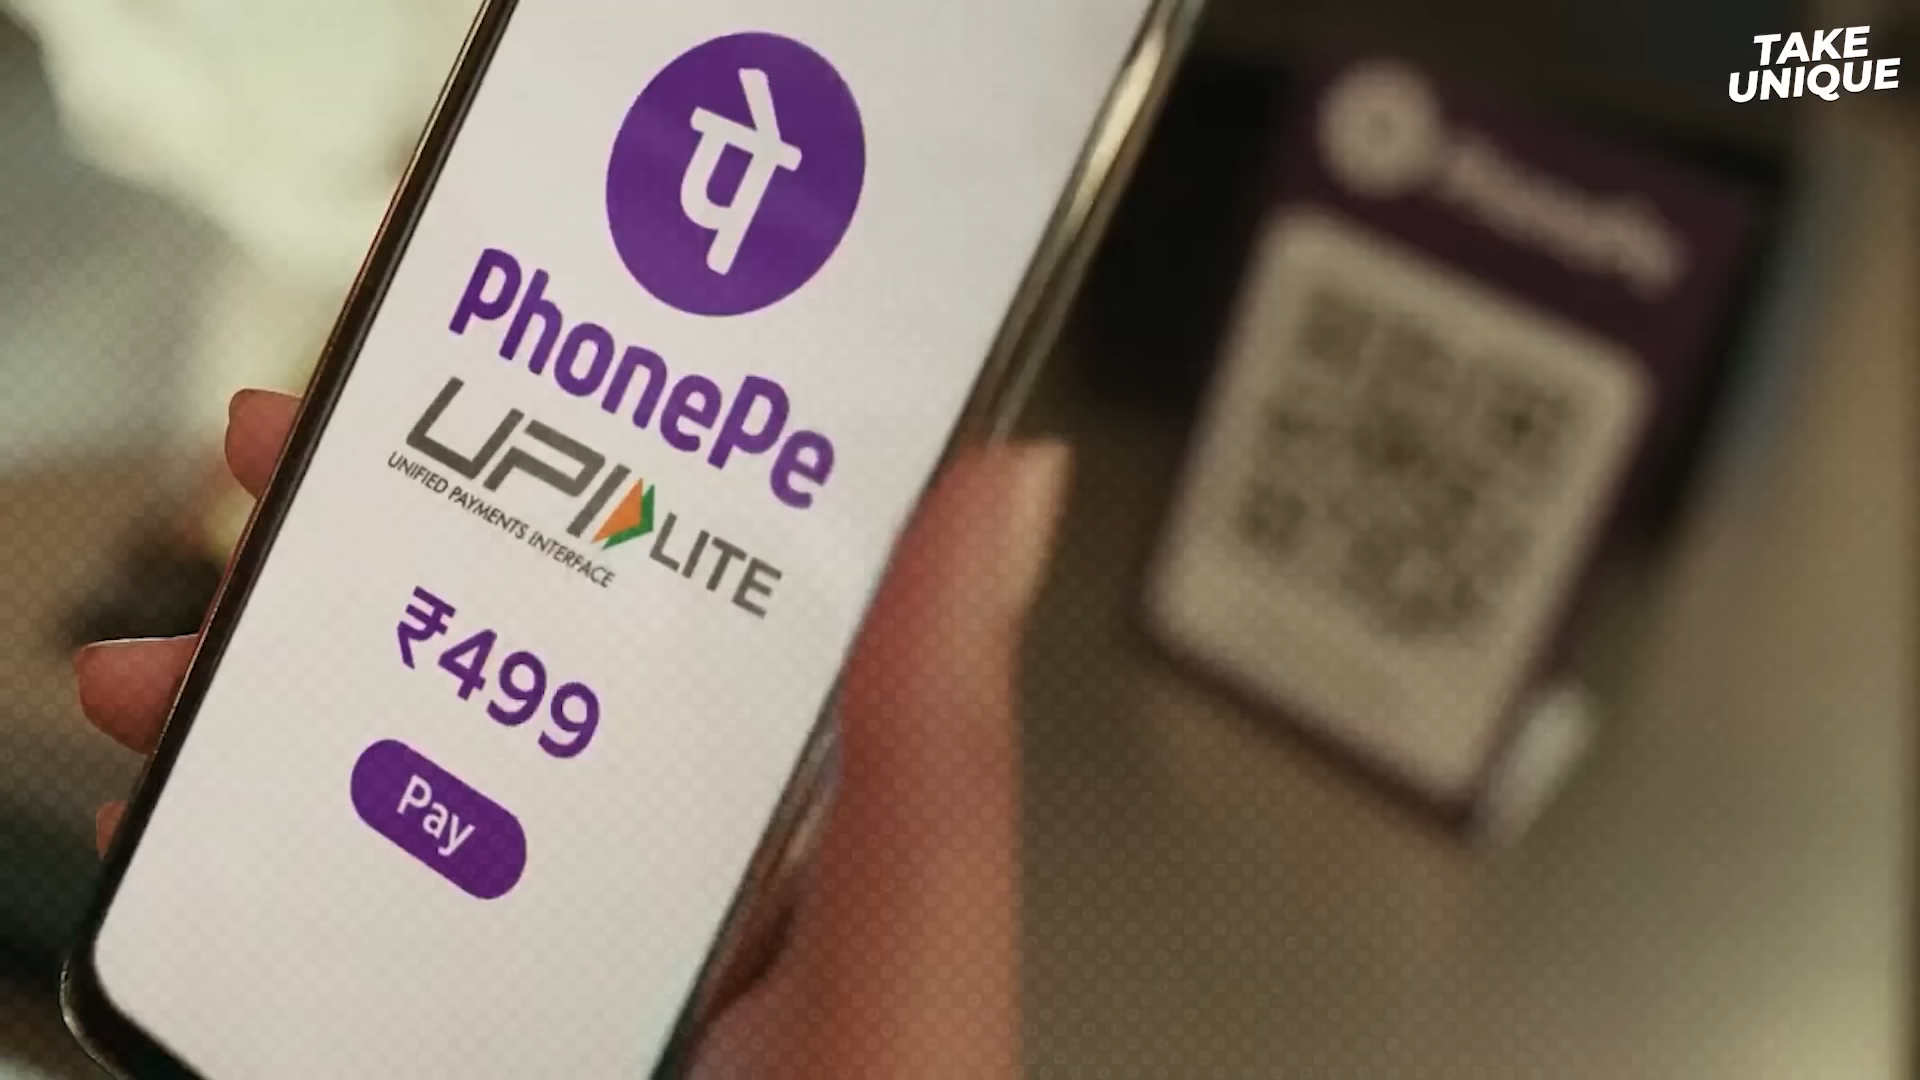 पे
PhonePe
UPI LITE
UNIFIED PAYMENTS INTERFACE
₹499
Pay
TAKE
UNIQUE